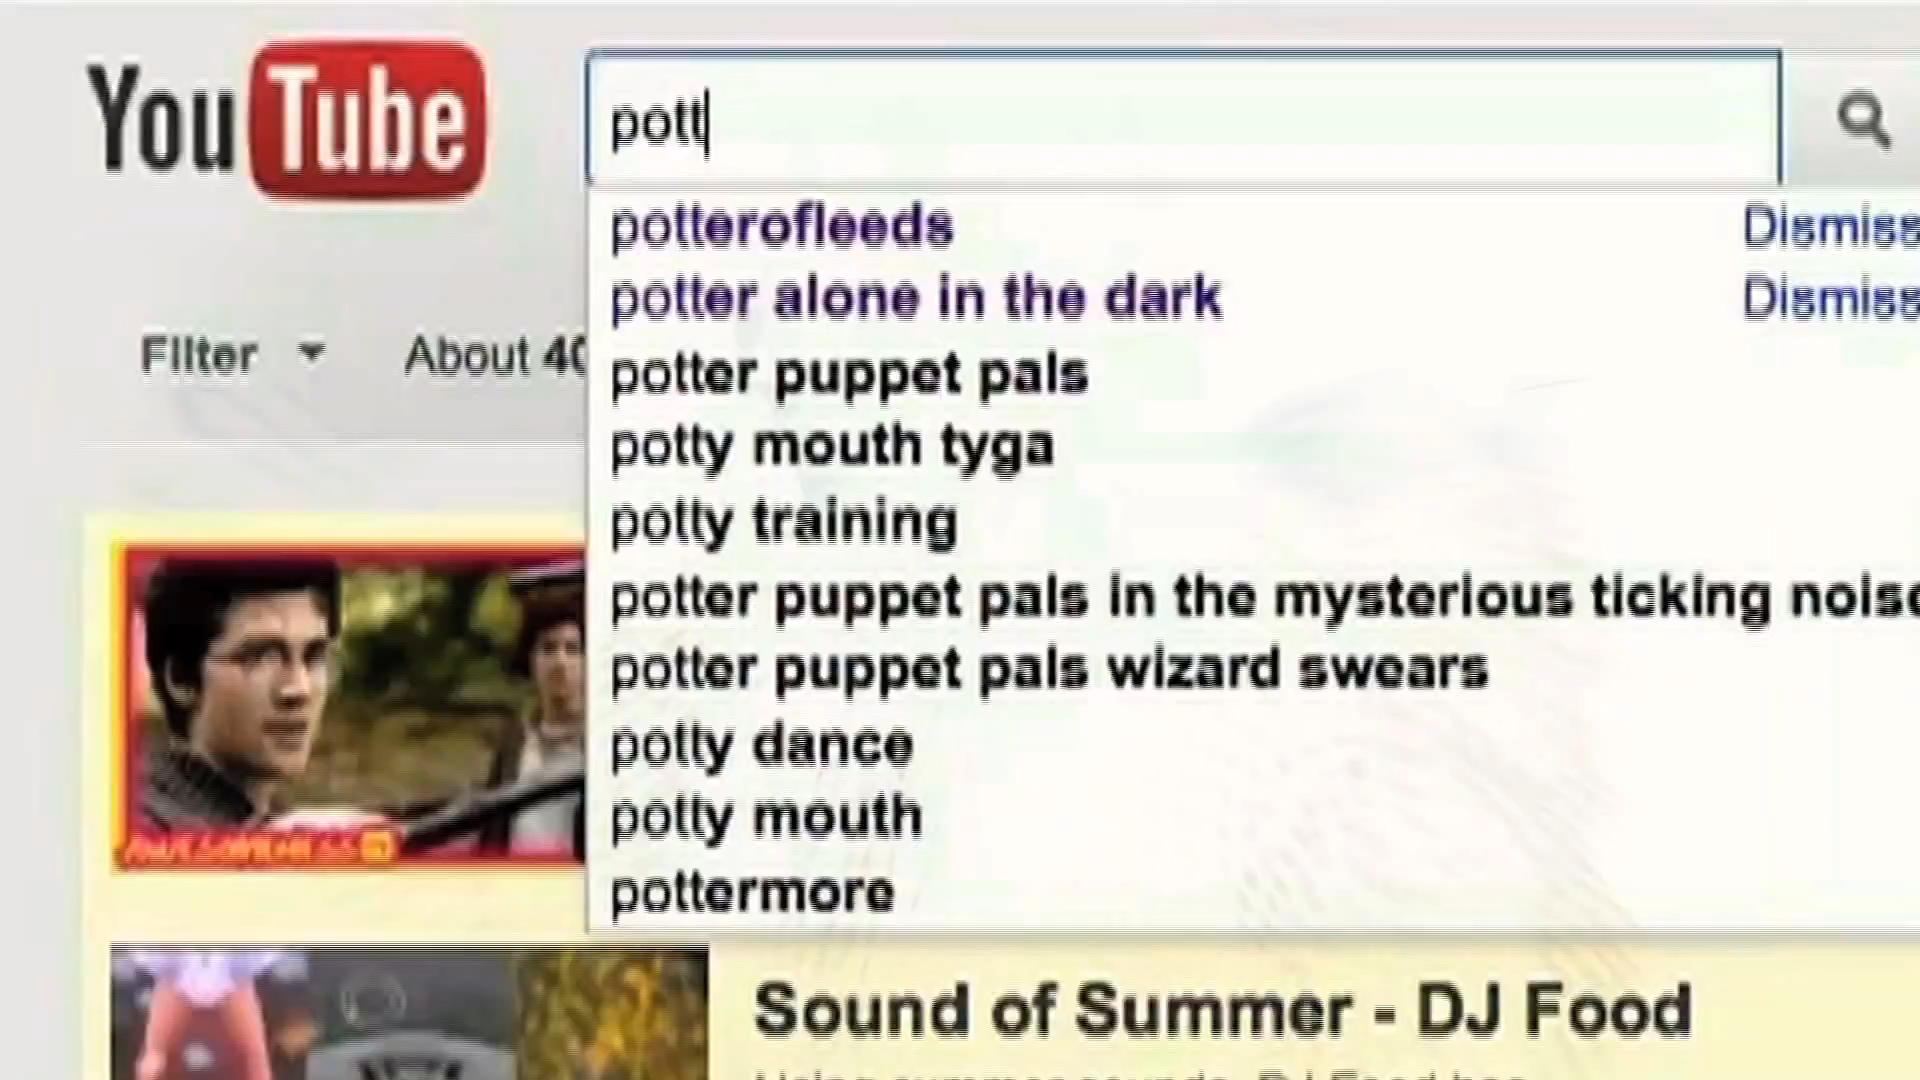 YouTube
pott
potterofleeds Dismiss
potter alone in the dark Dismiss
Filter About 40
potter puppet pals
potty mouth tyga
potty training
potter puppet pals in the mysterious ticking noise
potter puppet pals wizard swears
potty dance
potty mouth
pottermore
Sound of Summer - DJ Food